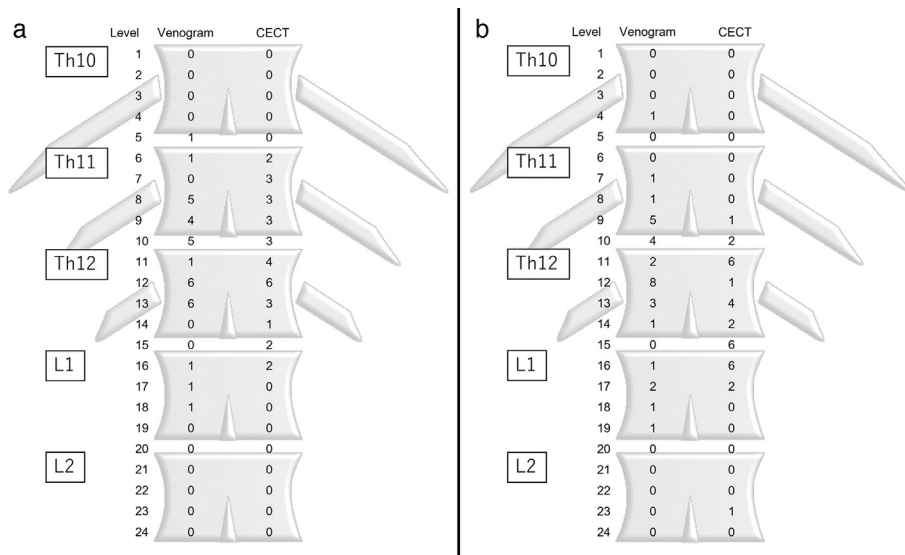 a
Level Venogram CECT
Th10
1 0 0
2 0 0
3 0 0
4 0 0
5 1 0
Th11
6 1 2
7 0 3
8 5 3
9 4 3
10 5 3
Th12
11 1 4
12 6 6
13 6 3
14 0 1
15 0 2
L1
16 1 2
17 1 0
18 1 0
19 0 0
20 0 0
L2
21 0 0
22 0 0
23 0 0
24 0 0
b
Level Venogram CECT
Th10
1 0 0
2 0 0
3 0 0
4 1 0
5 0 0
Th11
6 0 0
7 1 0
8 1 0
9 5 1
10 4 2
Th12
11 2 6
12 8 1
13 3 4
14 1 2
15 0 6
L1
16 1 6
17 2 2
18 1 0
19 1 0
20 0 0
L2
21 0 0
22 0 0
23 0 1
24 0 0